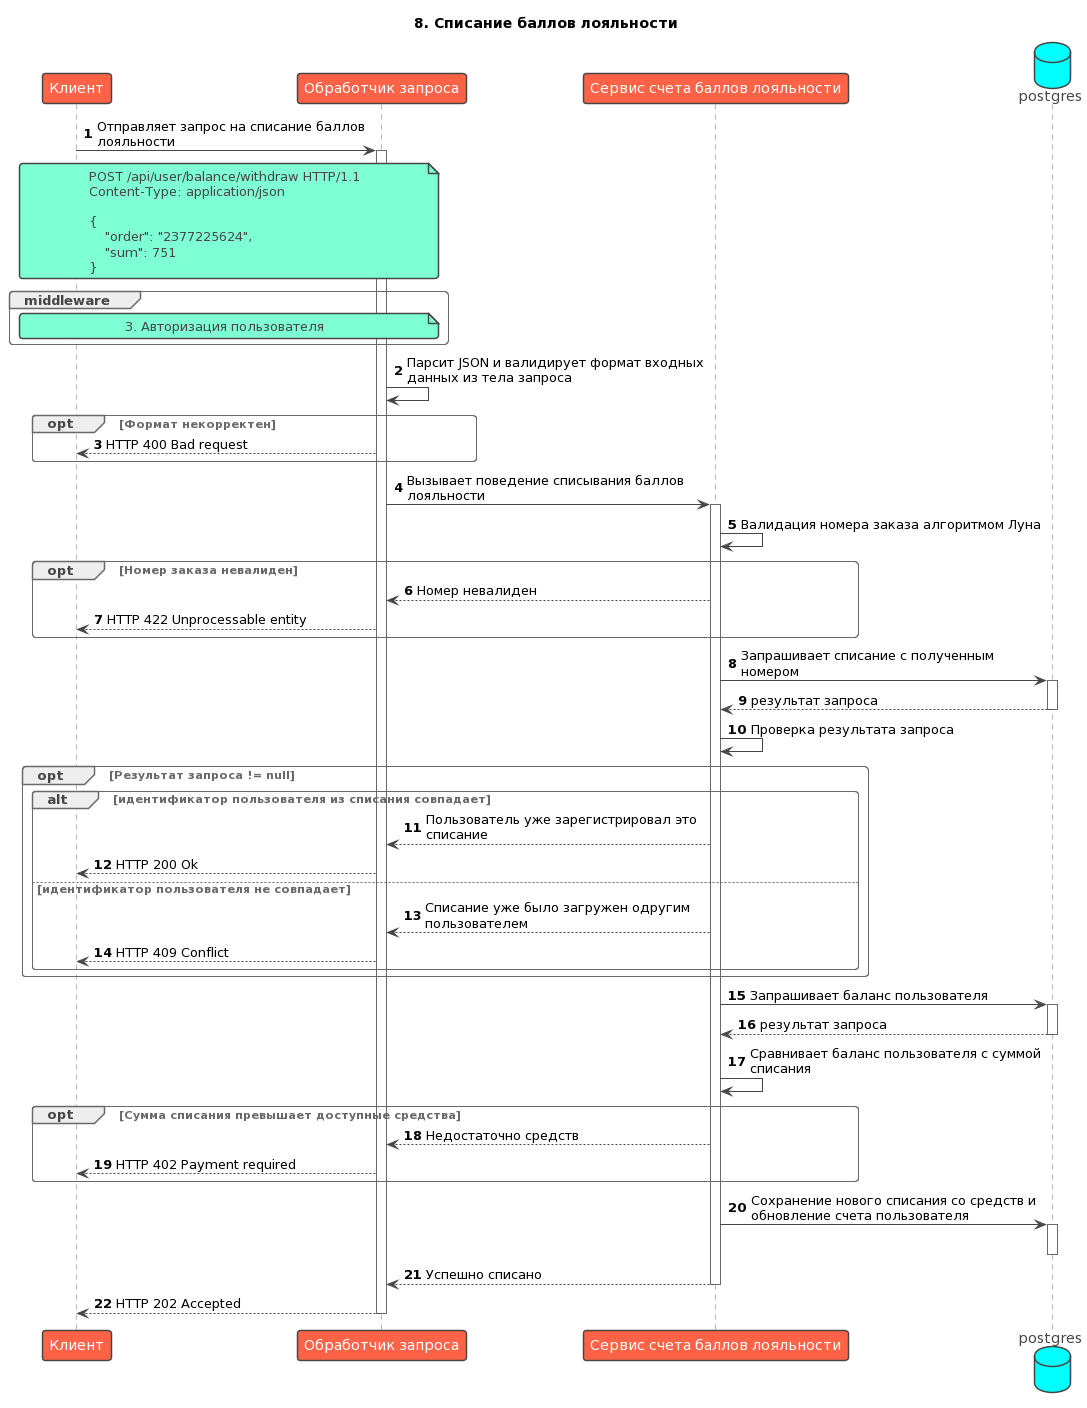 8. Списание баллов лояльности
Клиент
Обработчик запроса
Сервис счета баллов лояльности
postgres
1 Отправляет запрос на списание баллов
лояльности
POST /api/user/balance/withdraw HTTP/1.1
Content-Type: application/json
{
"order": "2377225624",
"sum": 751
}
middleware
3. Авторизация пользователя
2 Парсит JSON и валидирует формат входных
данных из тела запроса
opt [Формат некорректен]
3 HTTP 400 Bad request
4 Вызывает поведение списывания баллов
лояльности
5 Валидация номера заказа алгоритмом Луна
opt [Номер заказа невалиден]
6 Номер невалиден
7 HTTP 422 Unprocessable entity
8 Запрашивает списание с полученным
номером
9 результат запроса
10 Проверка результата запроса
opt [Результат запроса != null]
alt [идентификатор пользователя из списания совпадает]
11 Пользователь уже зарегистрировал это
списание
12 HTTP 200 Ok
[идентификатор пользователя не совпадает]
13 Списание уже было загружен одругим
пользователем
14 HTTP 409 Conflict
15 Запрашивает баланс пользователя
16 результат запроса
17 Сравнивает баланс пользователя с суммой
списания
opt [Сумма списания превышает доступные средства]
18 Недостаточно средств
19 HTTP 402 Payment required
20 Сохранение нового списания со средств и
обновление счета пользователя
21 Успешно списано
22 HTTP 202 Accepted
Клиент
Обработчик запроса
Сервис счета баллов лояльности
postgres